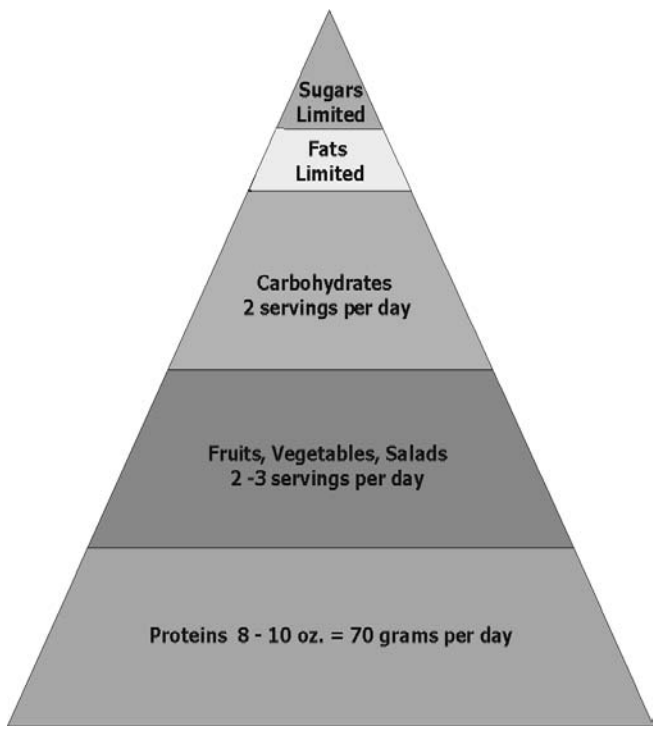 Sugars
Limited
Fats
Limited
Carbohydrates
2 servings per day
Fruits, Vegetables, Salads
2 -3 servings per day
Proteins 8 - 10 oz. = 70 grams per day